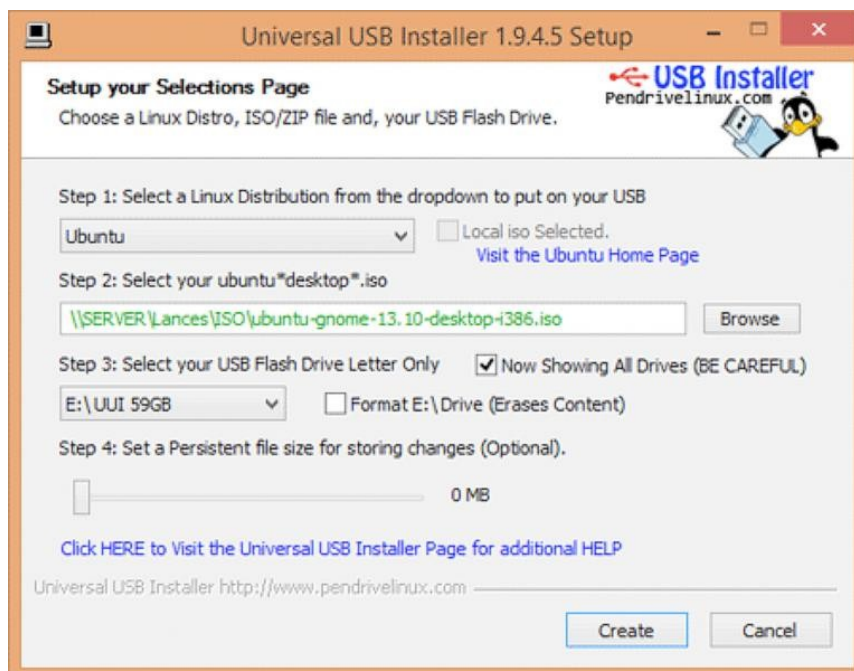 Universal USB Installer 1.9.4.5 Setup
Setup your Selections Page
Choose a Linux Distro, ISO/ZIP file and, your USB Flash Drive.
USB Installer
Pendrivelinux.com
Step 1: Select a Linux Distribution from the dropdown to put on your USB
Ubuntu
Local iso Selected.
Visit the Ubuntu Home Page
Step 2: Select your ubuntu*desktop*.iso
\\SERVER\Lances\ISO\ubuntu-gnome-13.10-desktop-i386.iso
Browse
Step 3: Select your USB Flash Drive Letter Only
Now Showing All Drives (BE CAREFUL)
E:\UUI 59GB
Format E:\ Drive (Erases Content)
Step 4: Set a Persistent file size for storing changes (Optional).
0 MB
Click HERE to Visit the Universal USB Installer Page for additional HELP
Universal USB Installer http://www.pendrivelinux.com
Create
Cancel